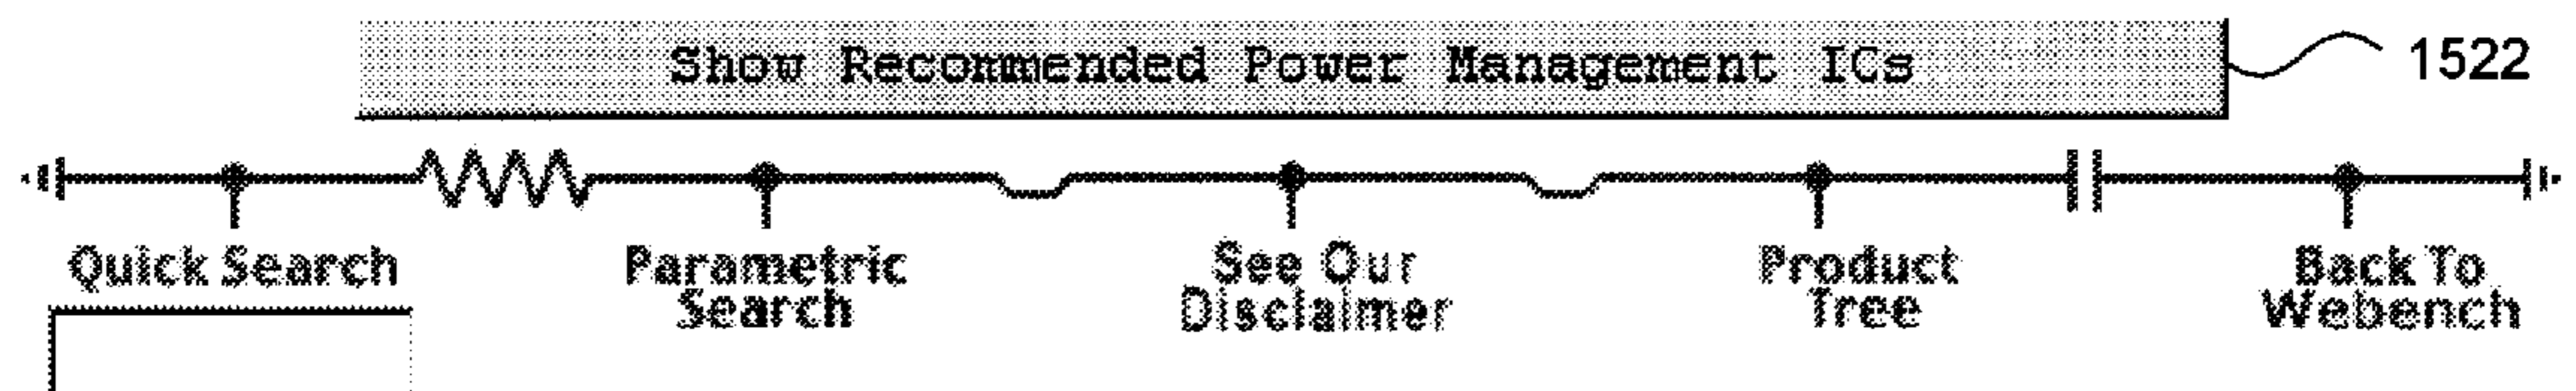 Show Recommended Power Management ICs 1522
Quick Search Parametric See Our Product Back To
Search Disclaimer Tree Webench